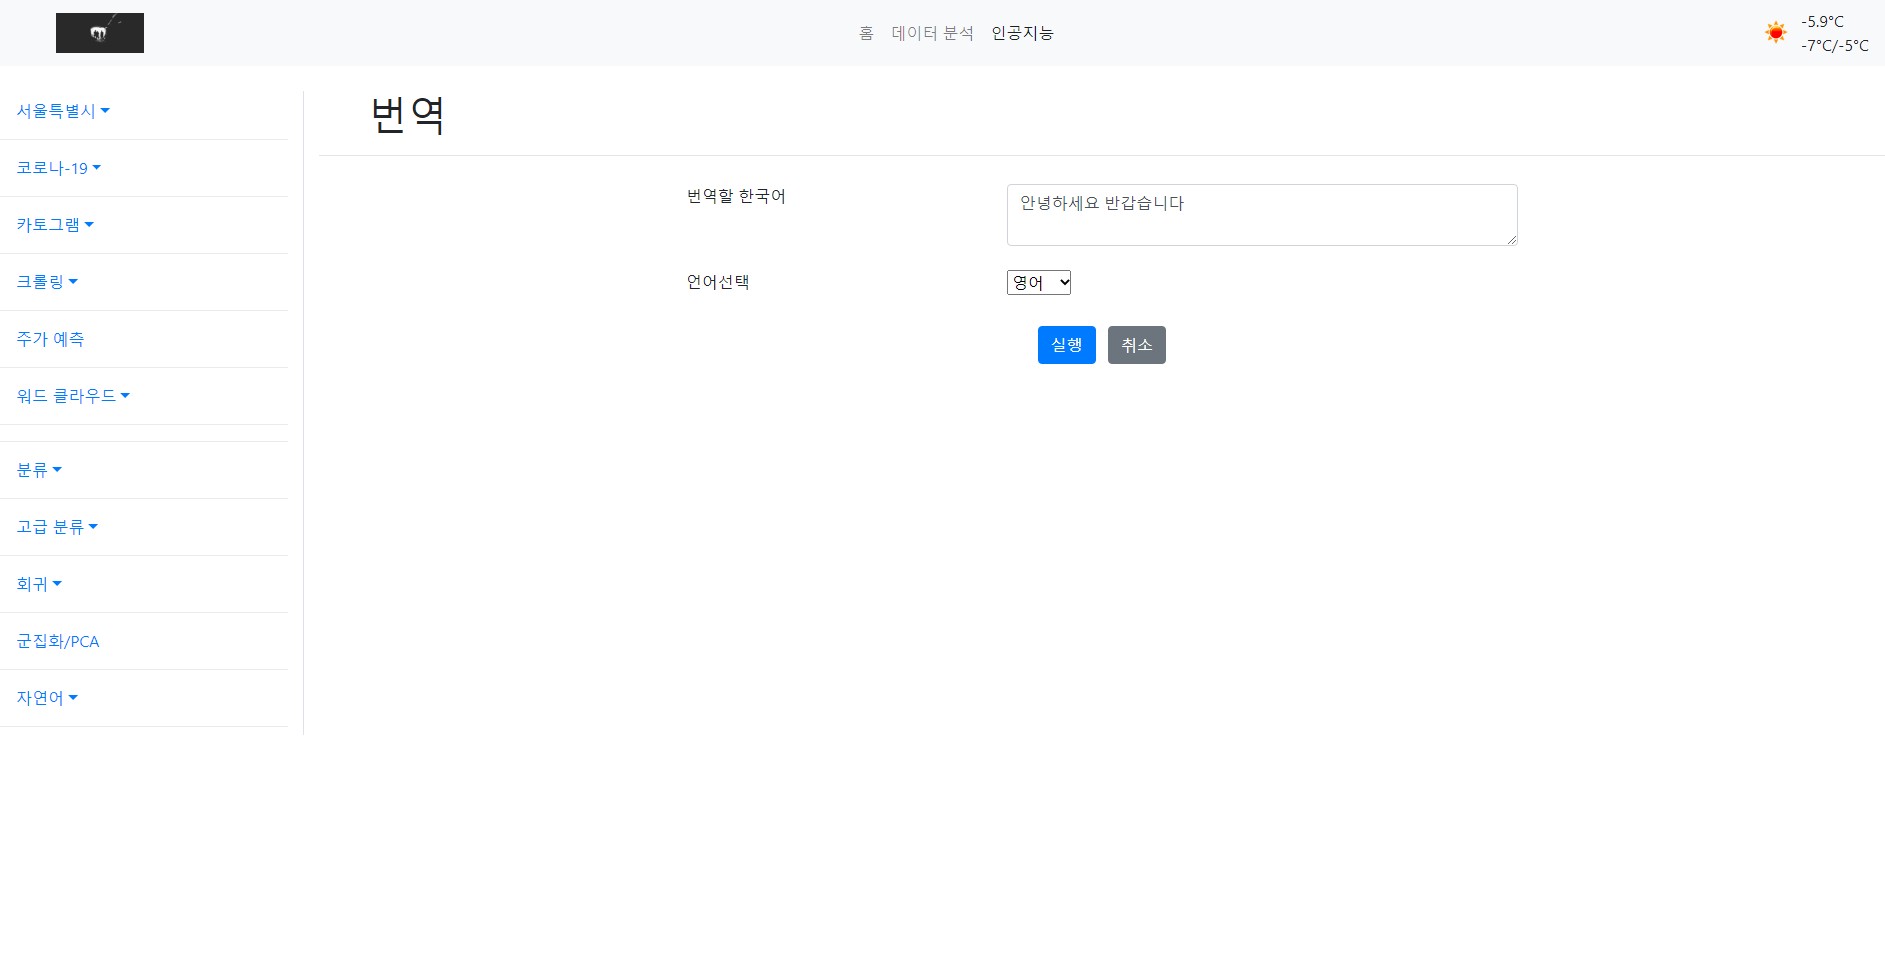 홈 데이터 분석 인공지능
-5.9°C
-7°C/-5°C
서울특별시
코로나-19
카토그램
크롤링
주가 예측
워드 클라우드
분류
고급 분류
회귀
군집화/PCA
자연어
번역
번역할 한국어
안녕하세요 반갑습니다
언어선택
영어
실행 취소